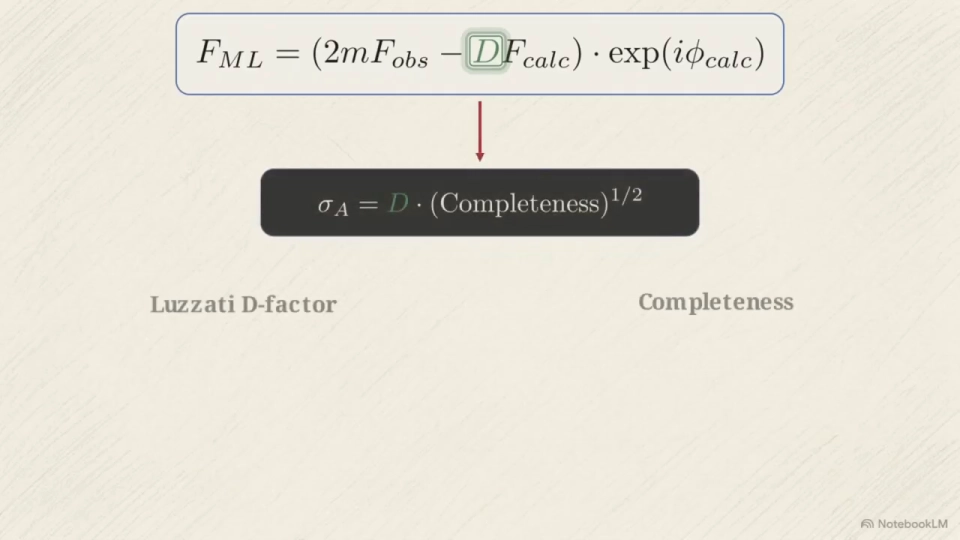 F_{ML} = (2mF_{obs} − DF_{calc}) · exp(iϕ_{calc})
σ_A = D · (Completeness)^{1/2}
Luzzati D-factor
Completeness
NotebookLM